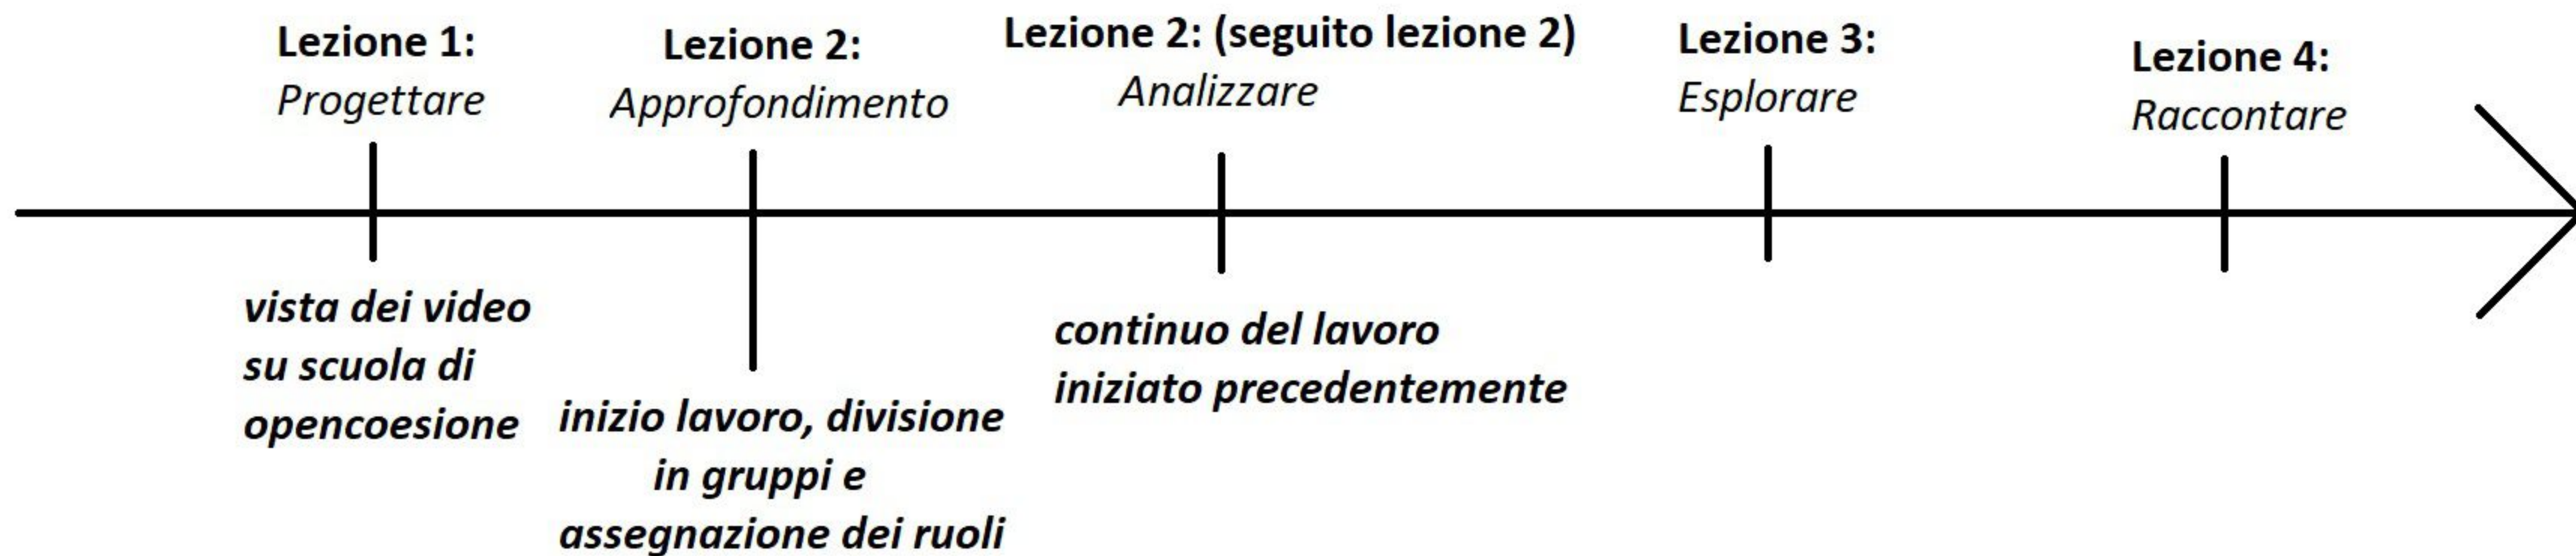 Lezione 1:
Progettare
Lezione 2:
Approfondimento
Lezione 2: (seguito lezione 2)
Analizzare
Lezione 3:
Esplorare
Lezione 4:
Raccontare
vista dei video
su scuola di
opencoesione
inizio lavoro, divisione
in gruppi e
assegnazione dei ruoli
continuo del lavoro
iniziato precedentemente